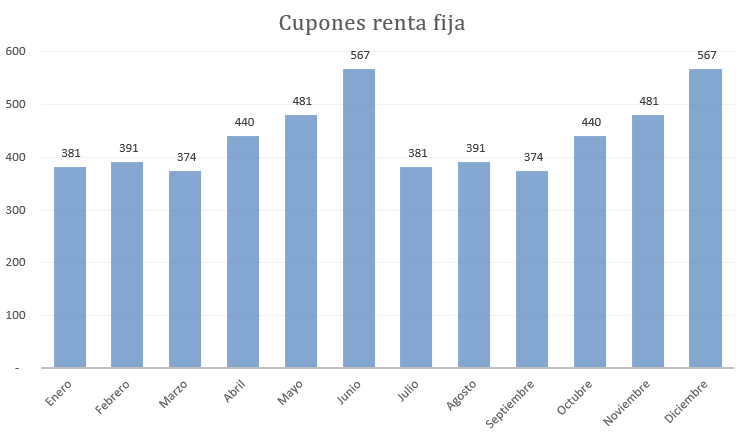 Cupones renta fija
600
500
400
300
200
100
-
381
391
374
440
481
567
381
391
374
440
481
567
Enero
Febrero
Marzo
Abril
Mayo
Junio
Julio
Agosto
Septiembre
Octubre
Noviembre
Diciembre